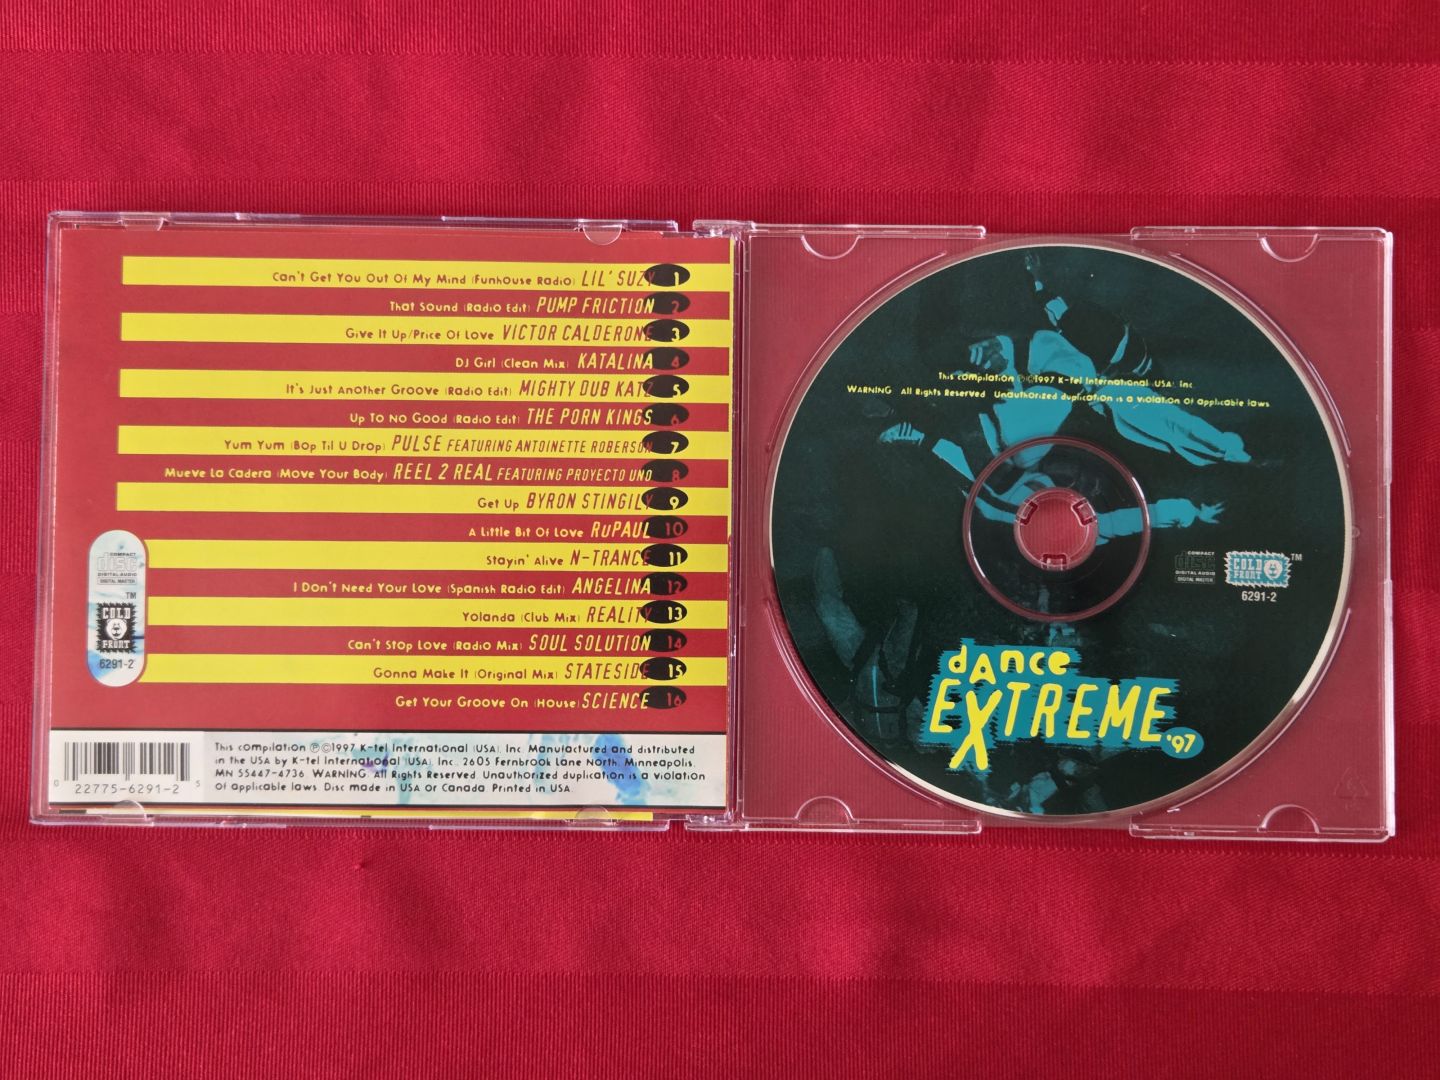 Can't Get You Out Of My Mind (Funhouse Radio) LIL' SUZY 1
That Sound (Radio Edit) PUMP FRICTION 2
Give It Up/Price Of Love VICTOR CALDERONE 3
DJ Girl (Clean Mix) KATALINA 4
It's Just Another Groove (Radio Edit) MIGHTY DUB KATZ 5
Up To No Good (Radio Edit) THE PORN KINGS 6
Yum Yum (Bop Til U Drop) PULSE FEATURING ANTOINETTE ROBERSON 7
Mueve La Cadera (Move Your Body) REEL 2 REAL FEATURING PROYECTO UNO 8
Get Up BYRON STINGILY 9
A Little Bit Of Love RuPAUL 10
Stayin' Alive N-TRANCE 11
I Don't Need Your Love (Spanish Radio Edit) ANGELINA 12
Yolanda (Club Mix) REALITY 13
Can't Stop Love (Radio Mix) SOUL SOLUTION 14
Gonna Make It (Original Mix) STATESIDE 15
Get Your Groove On (House) SCIENCE 16
COMPACT
disc
DIGITAL AUDIO
DIGITAL MASTER
TM
COLD
FRONT
6291-2
0 22775-6291-2 5
This compilation ℗©1997 K-tel International (USA), Inc. Manufactured and distributed
in the USA by K-tel International (USA), Inc., 2605 Fernbrook Lane North, Minneapolis,
MN 55447-4736 WARNING: All Rights Reserved. Unauthorized duplication is a violation
of applicable laws. Disc made in USA or Canada. Printed in USA.
This compilation ℗©1997 K-tel International (USA), Inc.
WARNING: All Rights Reserved. Unauthorized duplication is a violation of applicable laws.
COMPACT
disc
DIGITAL AUDIO
DIGITAL MASTER
COLD
FRONT
TM
6291-2
dance
EXTREME
'97